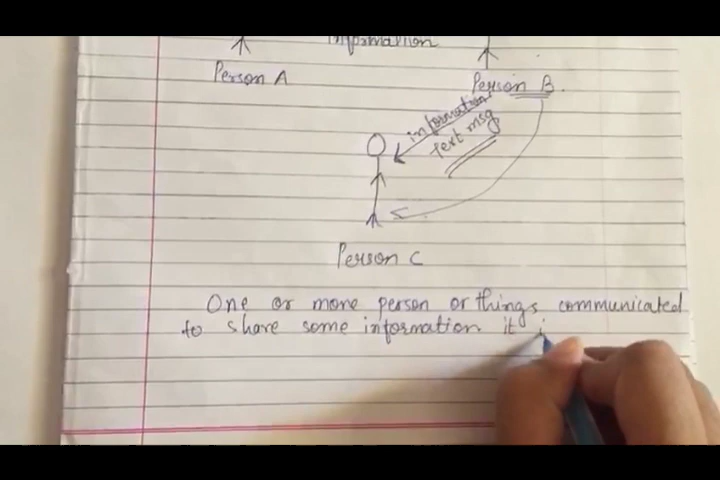 information
Person A
Person B.
information
Text msg
Person C
One or more person or things, communicated
to share some information it i